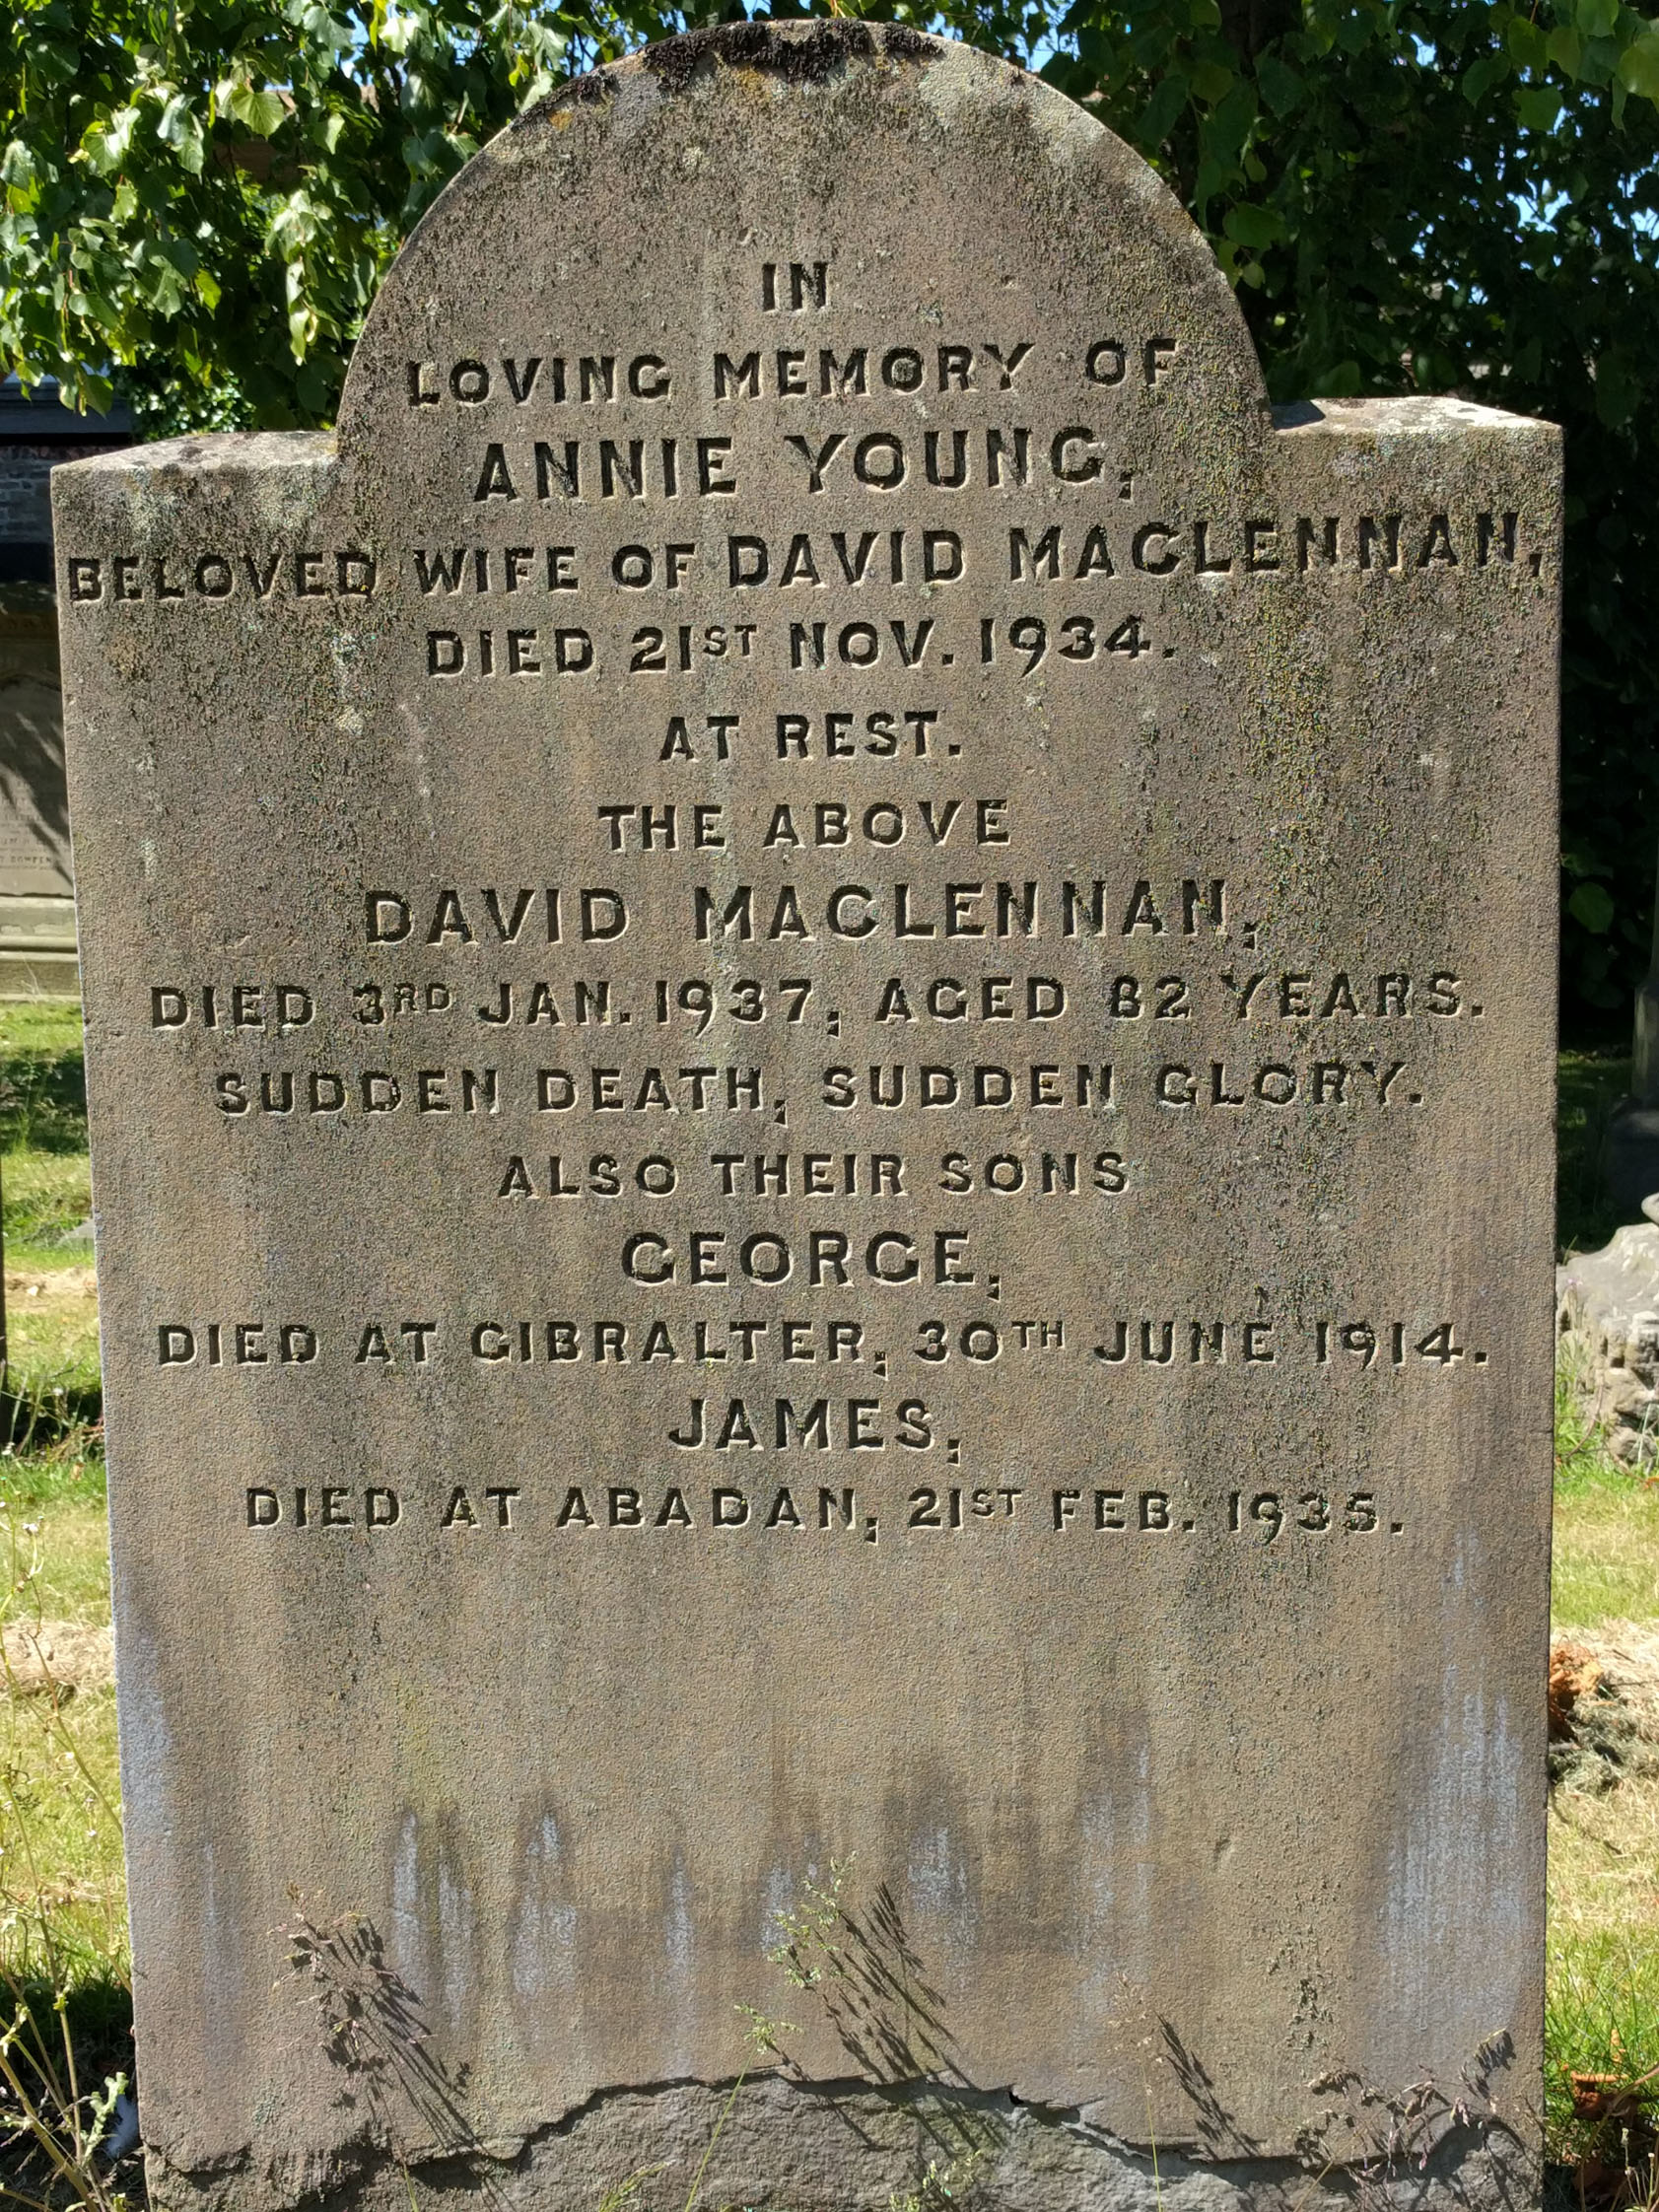 IN
LOVING MEMORY OF
ANNIE YOUNG,
BELOVED WIFE OF DAVID MACLENNAN,
DIED 21ST NOV. 1934.
AT REST.
THE ABOVE
DAVID MACLENNAN,
DIED 3RD JAN. 1937, AGED 82 YEARS.
SUDDEN DEATH, SUDDEN GLORY.
ALSO THEIR SONS
GEORGE,
DIED AT GIBRALTER, 30TH JUNE 1914.
JAMES,
DIED AT ABADAN, 21ST FEB. 1935.